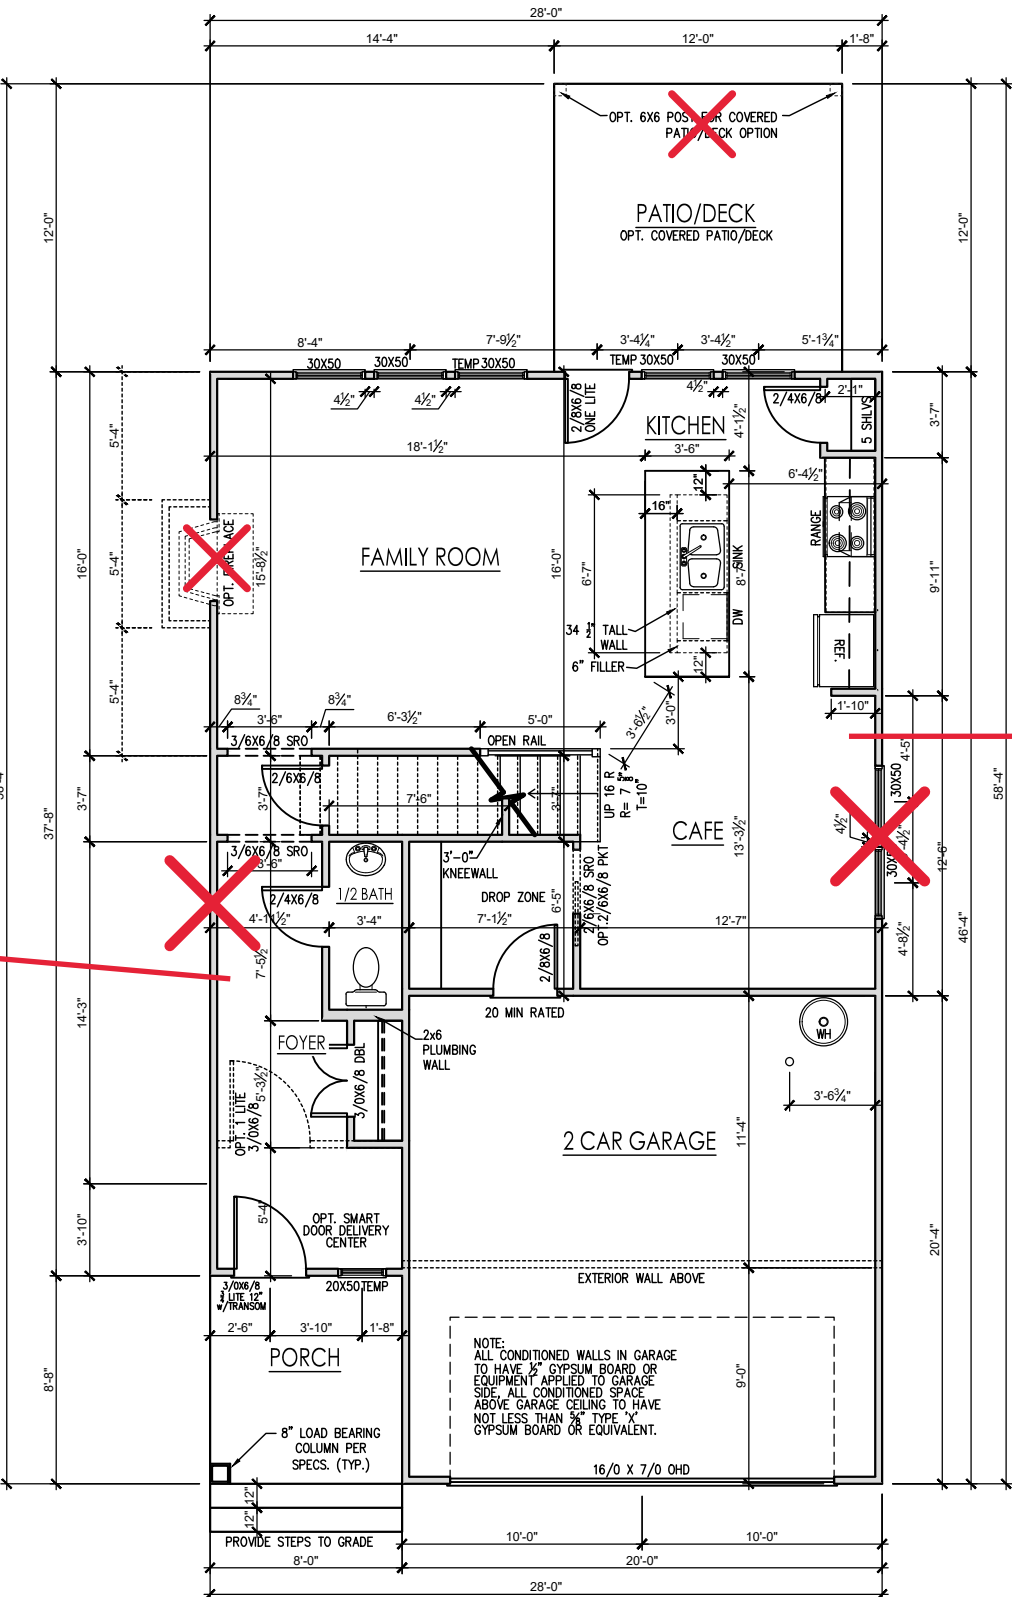 28'-0"
14'-4"
12'-0"
1'-8"
OPT. 6X6 POST FOR COVERED
PATIO/DECK OPTION
12'-0"
12'-0"
PATIO/DECK
OPT. COVERED PATIO/DECK
8'-4"
7'-9½"
3'-4¼"
3'-4½"
5'-1¾"
30X50
30X50
TEMP 30X50
TEMP 30X50
30X50
4½"
4½"
4½"
2/8X6/8
ONE LITE
KITCHEN
4'-1½"
2/4X6/8
2'-1"
5 SHLVS
3'-7"
5'-4"
18'-1½"
3'-6"
6'-4½"
12"
16"
RANGE
16'-0"
5'-4"
OPT. FIREPLACE
15'-8½"
FAMILY ROOM
16'-0"
6'-7"
SINK
8'-7"
DW
9'-11"
34 ½" TALL
WALL
6" FILLER
12"
REF.
5'-4"
8¾"
8¾"
3'-6"
6'-3½"
5'-0"
3'-6½"
3'-0"
1'-10"
3/6X6/8 SRO
OPEN RAIL
4'-5"
58'-4"
37'-8"
3'-7"
3'-7"
2/6X6/8
7'-6"
3'-7"
UP 16 R
R= 7 ⅝"
T=10"
30X50
4½"
4½"
30X5
CAFE
13'-3½"
12'-6"
3/6X6/8 SRO
3'-6"
3'-0"
KNEEWALL
1/2 BATH
2/4X6/8
DROP ZONE
6'-5"
2/6X6/8 SRO
OPT.2/6X6/8 PKT
4'-11½"
3'-4"
7'-1½"
12'-7"
4'-8½"
46'-4"
7'-5½"
2/8X6/8
14'-3"
20 MIN RATED
2x6
PLUMBING
WALL
FOYER
WH
3/0X6/8 DBL
5'-3½"
OPT. 1 LITE
3/0X6/8
3'-6¾"
2 CAR GARAGE
11'-4"
3'-10"
5'-4"
OPT. SMART
DOOR DELIVERY
CENTER
20'-4"
EXTERIOR WALL ABOVE
3/0X6/8
¾ LITE 12"
w/TRANSOM
20X50TEMP
2'-6"
3'-10"
1'-8"
PORCH
8'-8"
NOTE:
ALL CONDITIONED WALLS IN GARAGE
TO HAVE ½" GYPSUM BOARD OR
EQUIPMENT APPLIED TO GARAGE
SIDE, ALL CONDITIONED SPACE
ABOVE GARAGE CEILING TO HAVE
NOT LESS THAN ⅝" TYPE 'X'
GYPSUM BOARD OR EQUIVALENT.
9'-0"
8" LOAD BEARING
COLUMN PER
SPECS. (TYP.)
16/0 X 7/0 OHD
12"
12"
PROVIDE STEPS TO GRADE
10'-0"
10'-0"
8'-0"
20'-0"
28'-0"